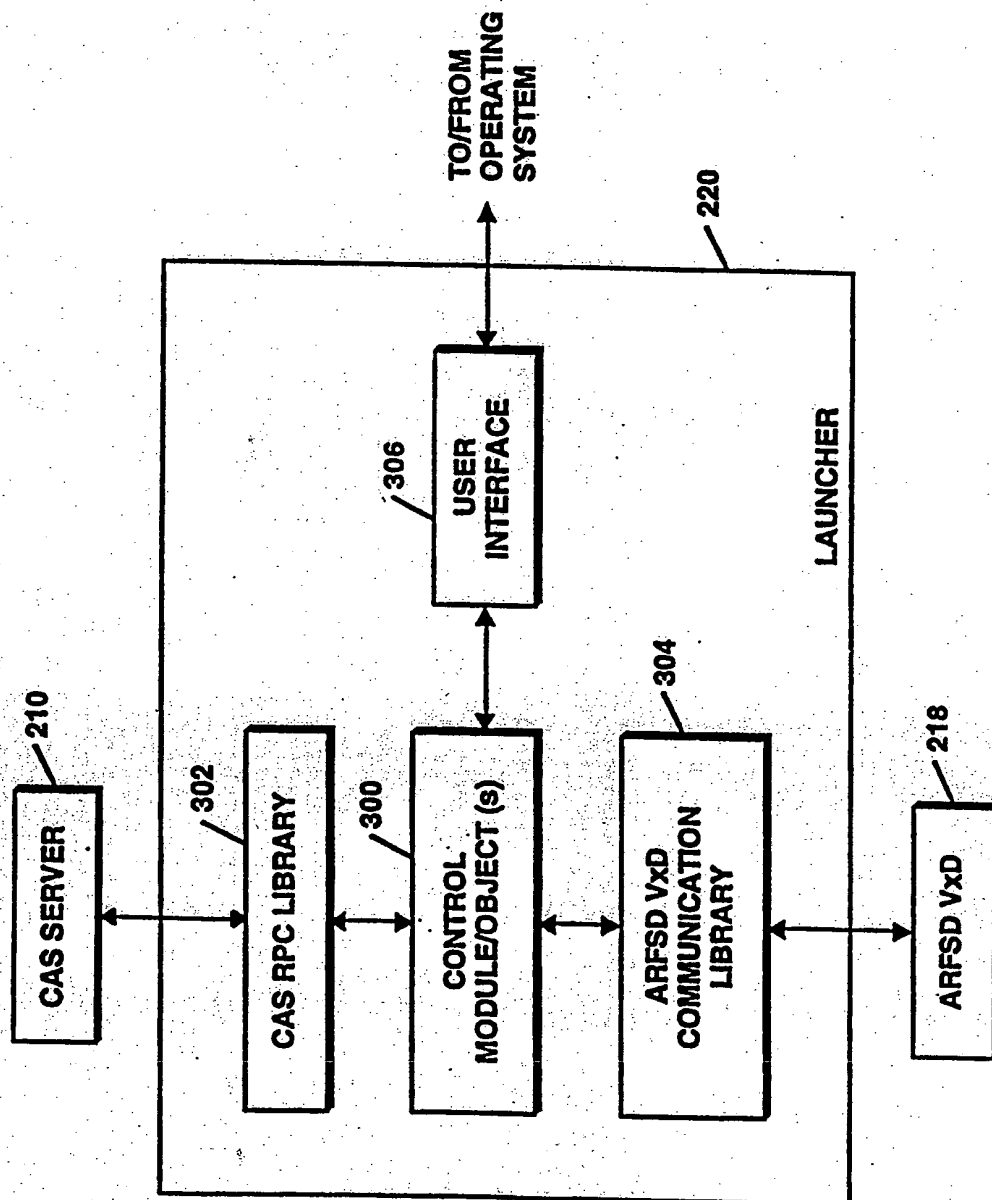 CAS SERVER
210
302
CAS RPC LIBRARY
300
CONTROL
MODULE/OBJECT (s)
304
ARFSD VxD
COMMUNICATION
LIBRARY
306
USER
INTERFACE
TO/FROM
OPERATING
SYSTEM
220
LAUNCHER
218
ARFSD VxD